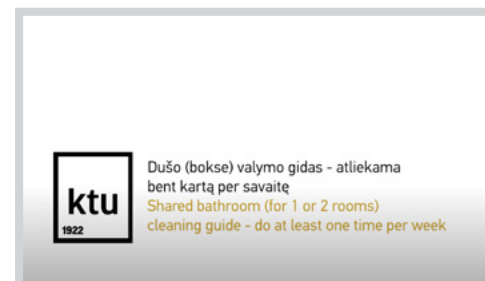 ktu
1922
Dušo (bokse) valymo gidas - atliekama
bent kartą per savaitę
Shared bathroom (for 1 or 2 rooms)
cleaning guide - do at least one time per week